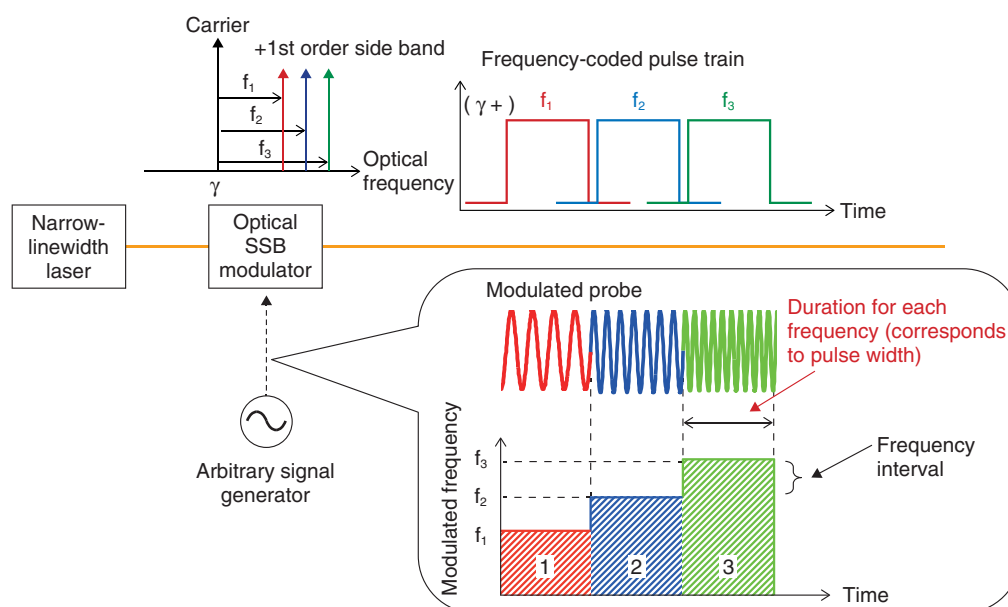 Carrier
+1st order side band
f₁
f₂
f₃
γ
Optical
frequency
Frequency-coded pulse train
(γ+)
f₁
f₂
f₃
Time
Narrow-
linewidth
laser
Optical
SSB
modulator
Arbitrary signal
generator
Modulated probe
Duration for each
frequency (corresponds
to pulse width)
Modulated frequency
f₃
f₂
f₁
1
2
3
Frequency
interval
Time